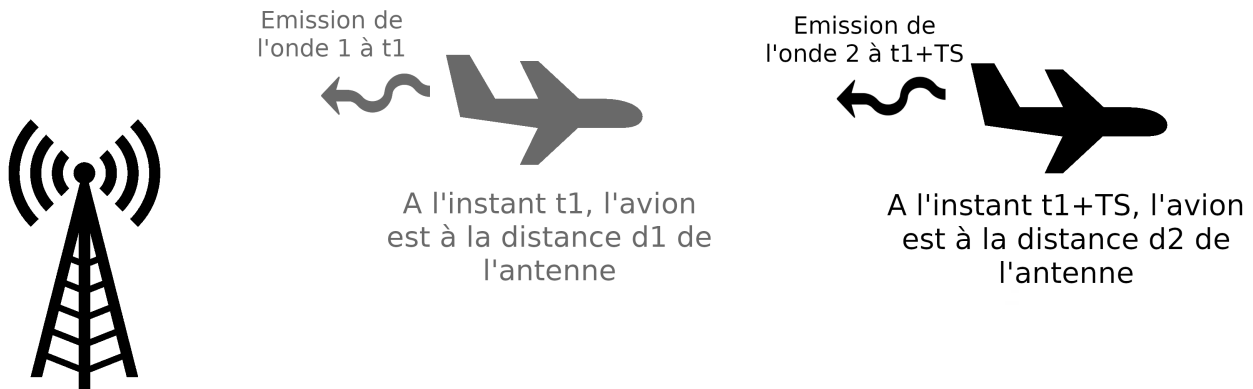 Emission de
l'onde 1 à t1
A l'instant t1, l'avion
est à la distance d1 de
l'antenne
Emission de
l'onde 2 à t1+TS
A l'instant t1+TS, l'avion
est à la distance d2 de
l'antenne